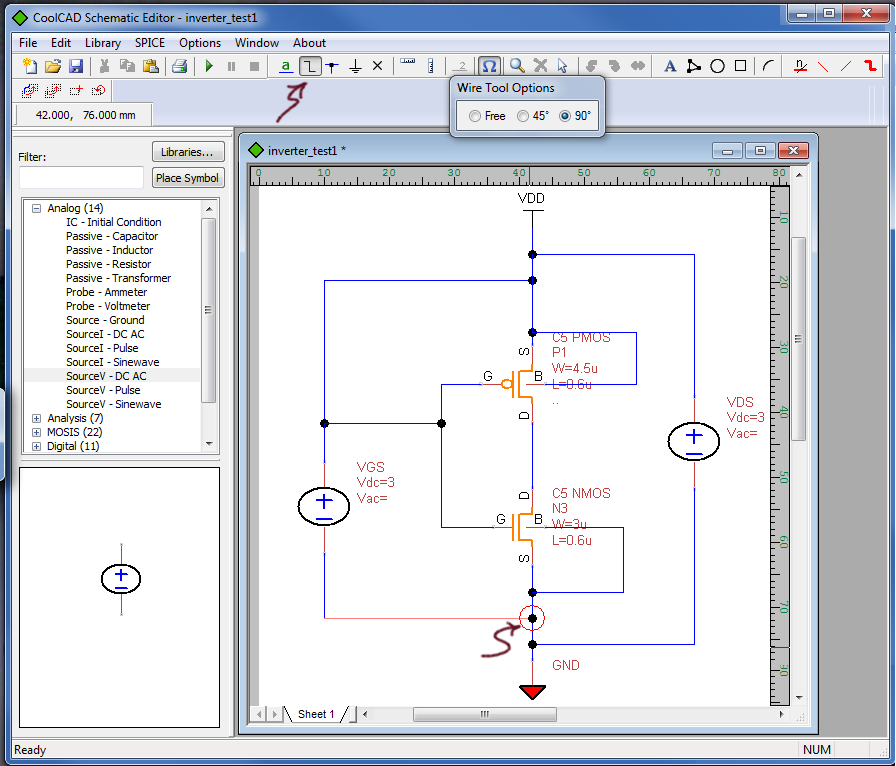 CoolCAD Schematic Editor - inverter_test1
File Edit Library SPICE Options Window About
42.000, 76.000 mm
Wire Tool Options
Free 45° 90°
Filter:
Libraries...
Place Symbol
Analog (14)
IC - Initial Condition
Passive - Capacitor
Passive - Inductor
Passive - Resistor
Passive - Transformer
Probe - Ammeter
Probe - Voltmeter
Source - Ground
SourceI - DC AC
SourceI - Pulse
SourceI - Sinewave
SourceV - DC AC
SourceV - Pulse
SourceV - Sinewave
Analysis (7)
MOSIS (22)
Digital (11)
inverter_test1 *
0 10 20 30 40 50 60 70 80
10
20
30
40
50
60
70
80
VDD
C5 PMOS
P1
W=4.5u
L=0.6u
..
S
G
B
D
VDS
Vdc=3
Vac=
VGS
Vdc=3
Vac=
D
G
B
S
C5 NMOS
N3
W=3u
L=0.6u
GND
Sheet 1
Ready
NUM